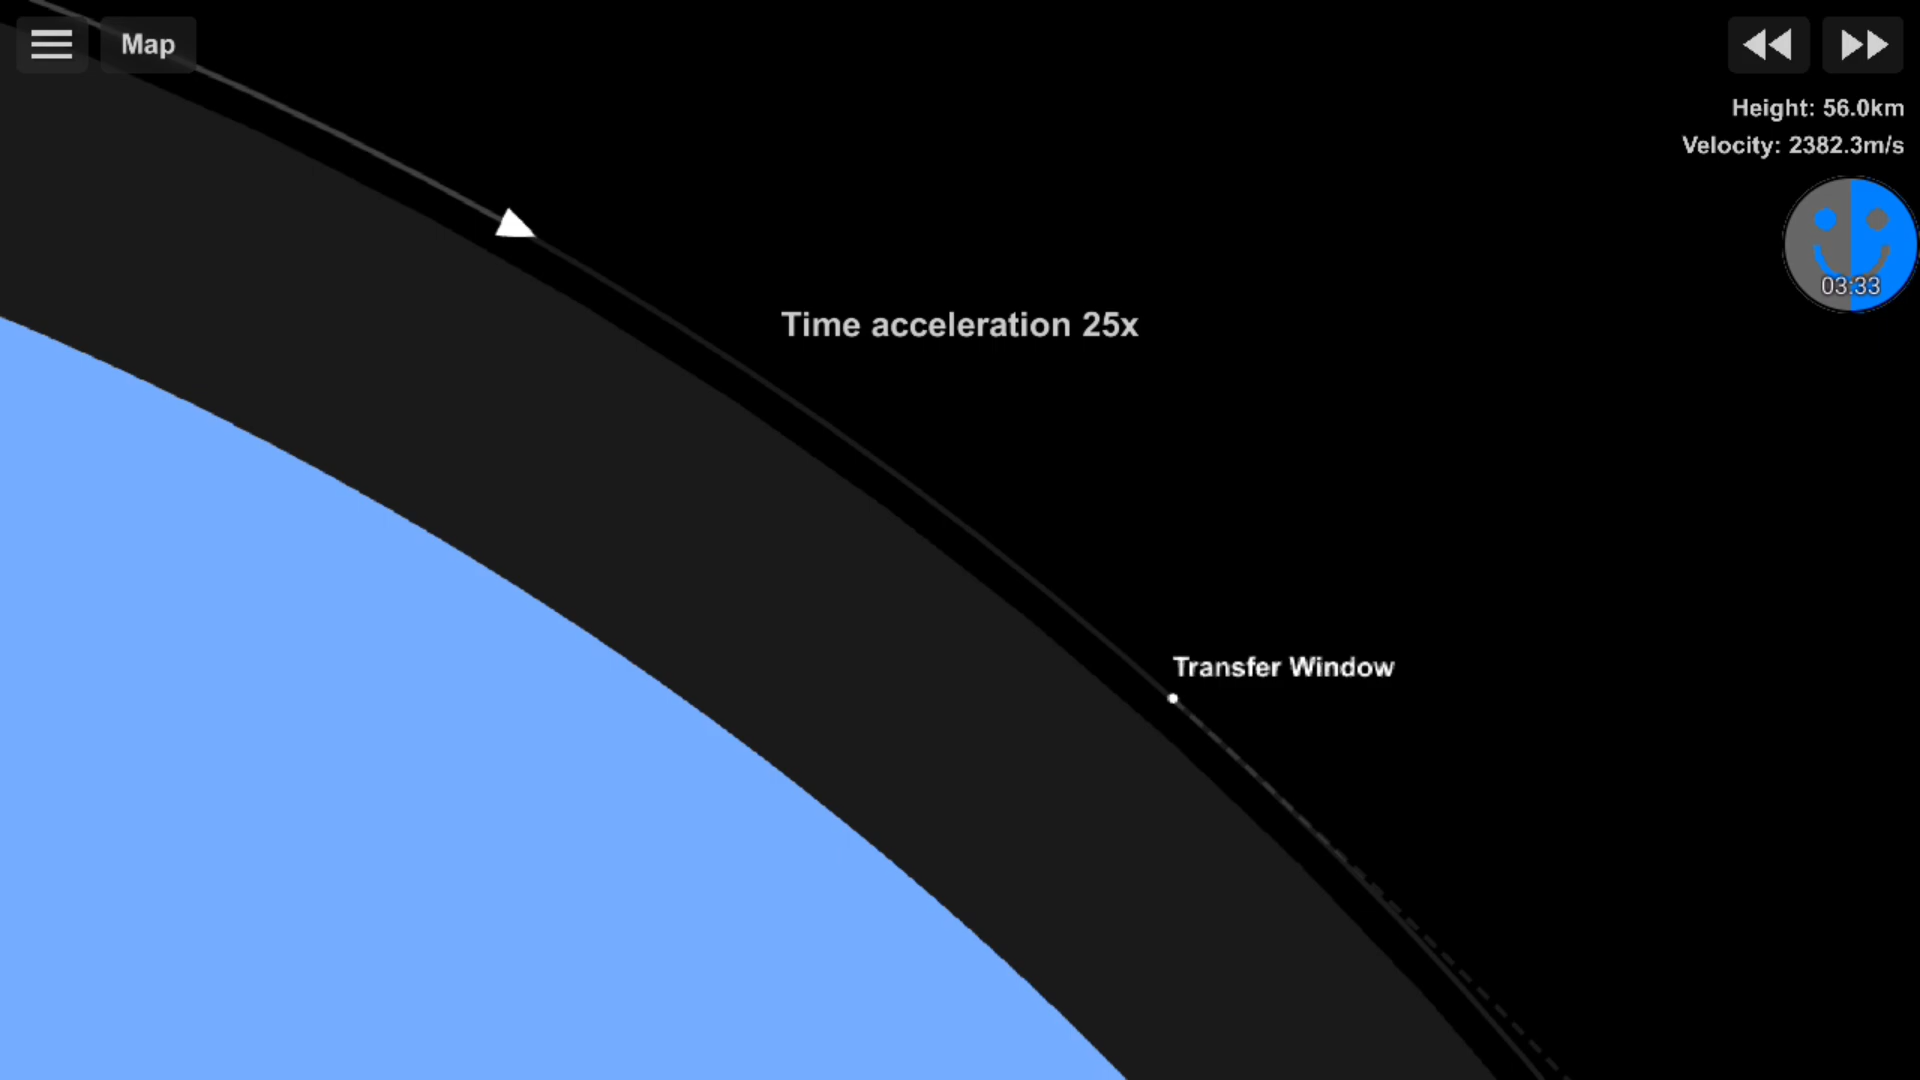 Map
Height: 56.0km
Velocity: 2382.3m/s
03:33
Time acceleration 25x
Transfer Window